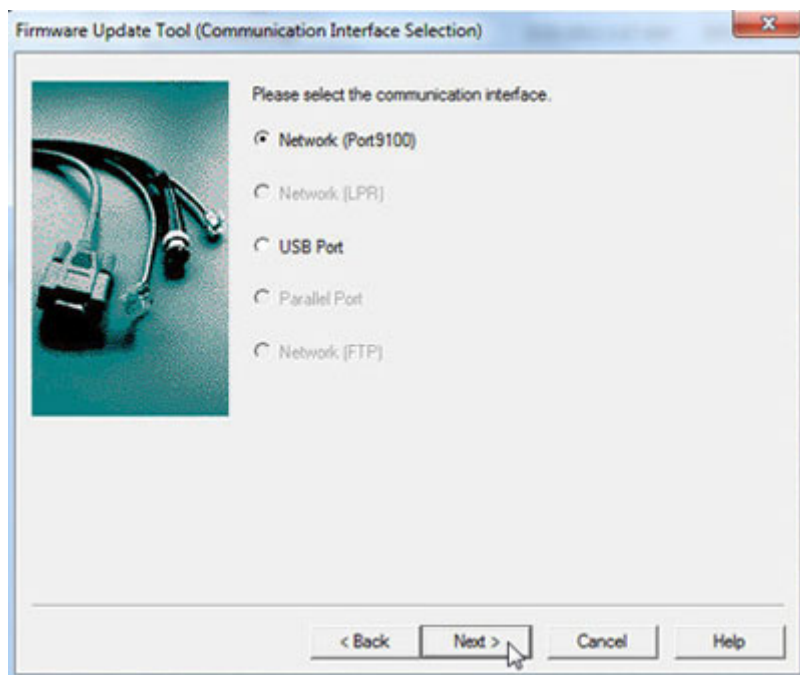 Firmware Update Tool (Communication Interface Selection)
Please select the communication interface.
Network (Port9100)
Network (LPR)
USB Port
Parallel Port
Network (FTP)
< Back Next > Cancel Help